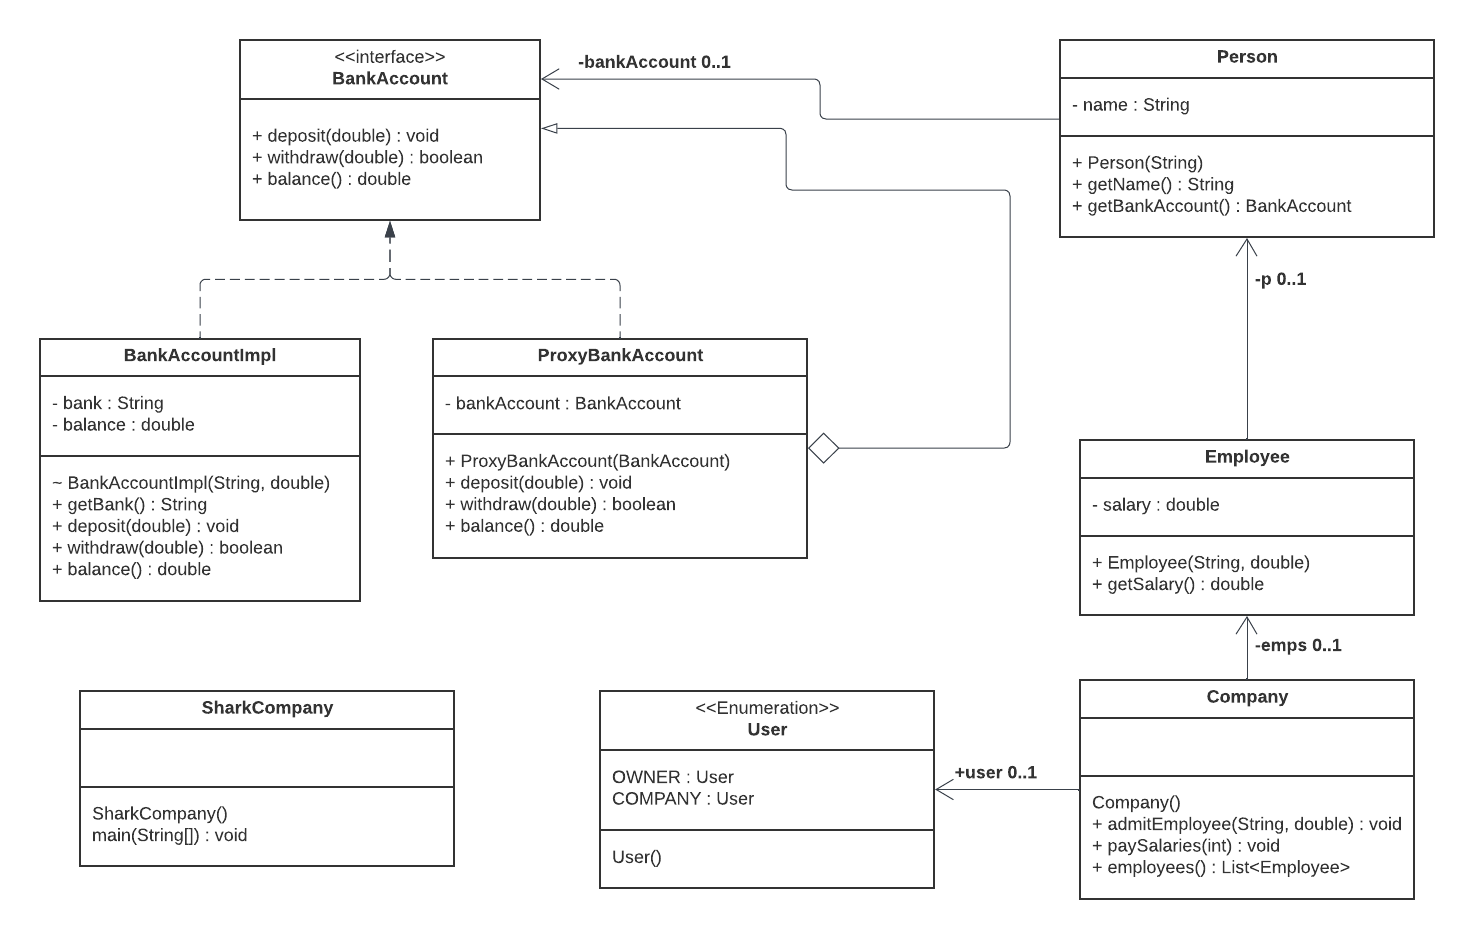 <<interface>>
BankAccount
+ deposit(double) : void
+ withdraw(double) : boolean
+ balance() : double
-bankAccount 0..1
Person
- name : String
+ Person(String)
+ getName() : String
+ getBankAccount() : BankAccount
-p 0..1
BankAccountImpl
- bank : String
- balance : double
~ BankAccountImpl(String, double)
+ getBank() : String
+ deposit(double) : void
+ withdraw(double) : boolean
+ balance() : double
ProxyBankAccount
- bankAccount : BankAccount
+ ProxyBankAccount(BankAccount)
+ deposit(double) : void
+ withdraw(double) : boolean
+ balance() : double
Employee
- salary : double
+ Employee(String, double)
+ getSalary() : double
-emps 0..1
SharkCompany
SharkCompany()
main(String[]) : void
<<Enumeration>>
User
OWNER : User
COMPANY : User
User()
+user 0..1
Company
Company()
+ admitEmployee(String, double) : void
+ paySalaries(int) : void
+ employees() : List<Employee>